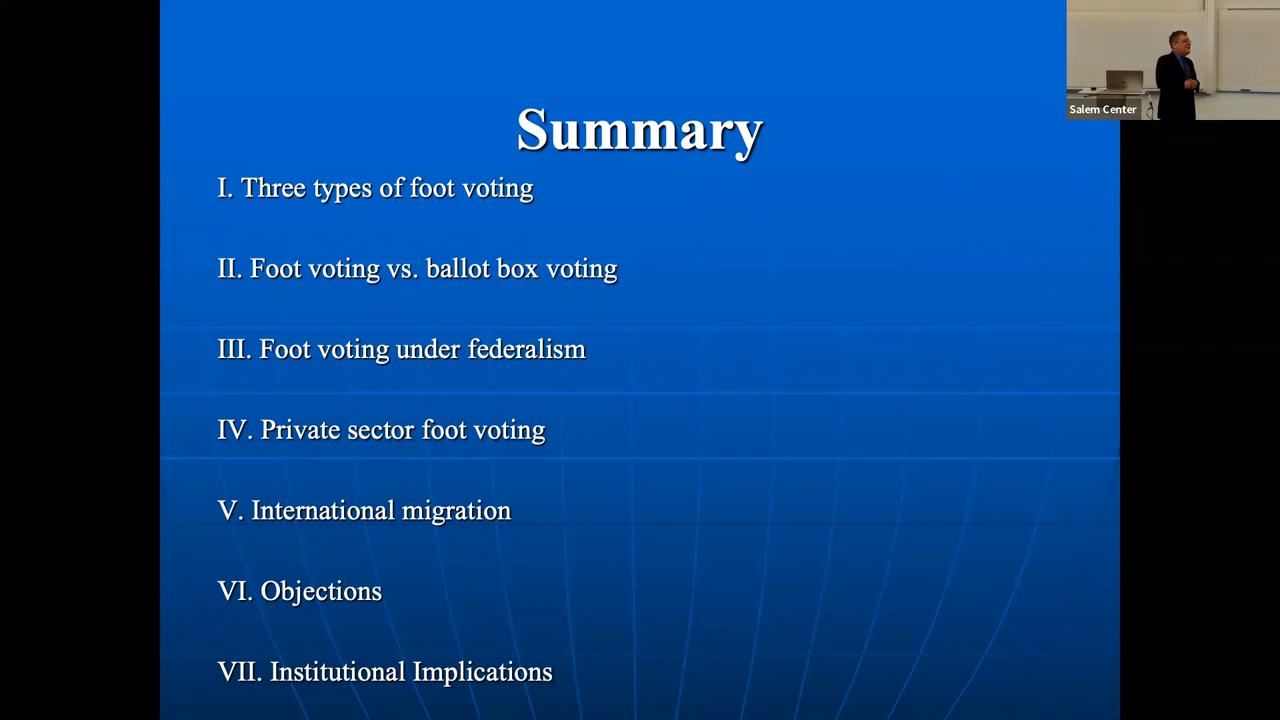 Summary
I. Three types of foot voting
II. Foot voting vs. ballot box voting
III. Foot voting under federalism
IV. Private sector foot voting
V. International migration
VI. Objections
VII. Institutional Implications
Salem Center